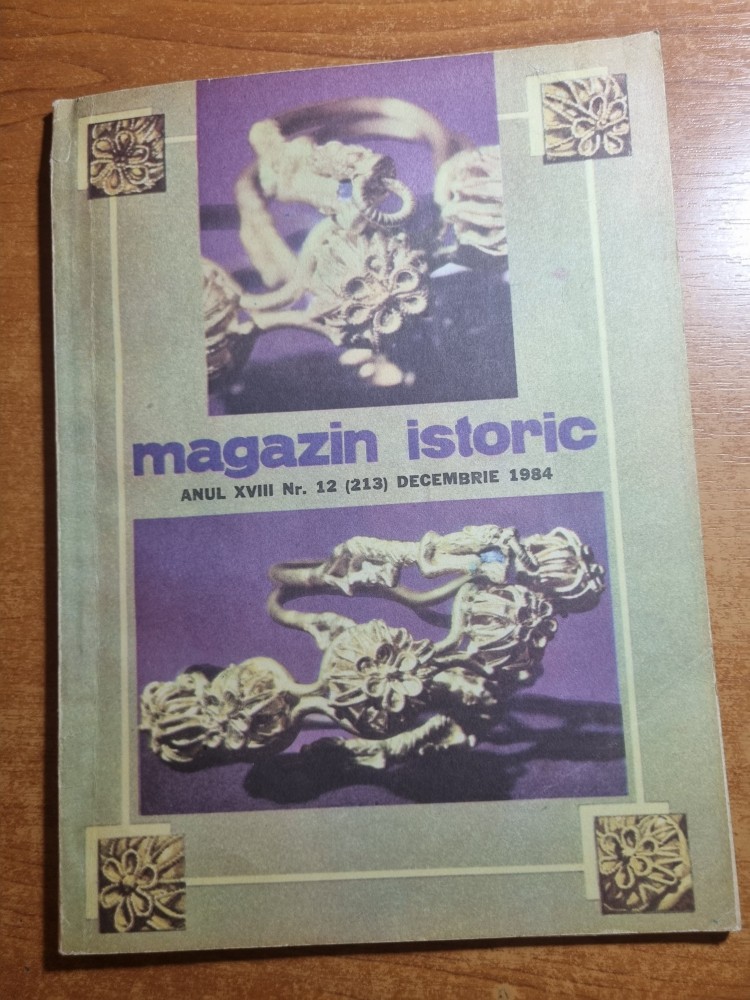 magazin istoric
ANUL XVIII Nr. 12 (213) DECEMBRIE 1984